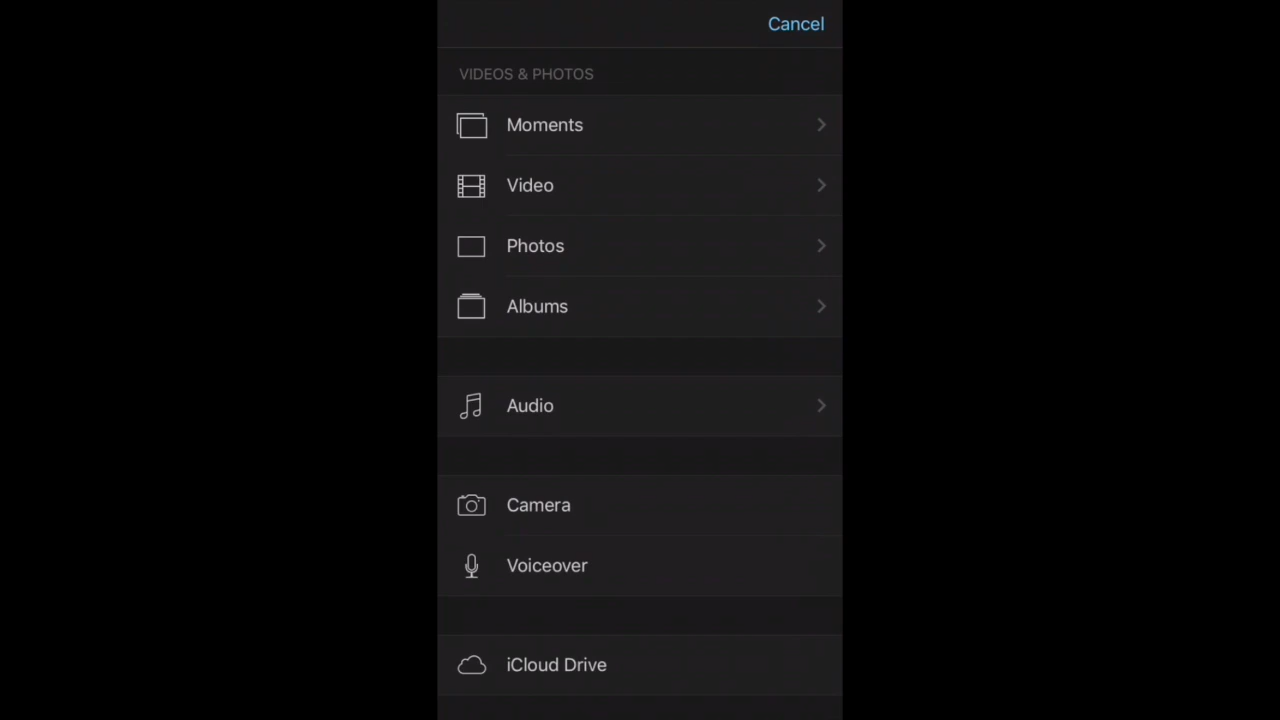 Cancel
VIDEOS & PHOTOS
Moments
Video
Photos
Albums
Audio
Camera
Voiceover
iCloud Drive